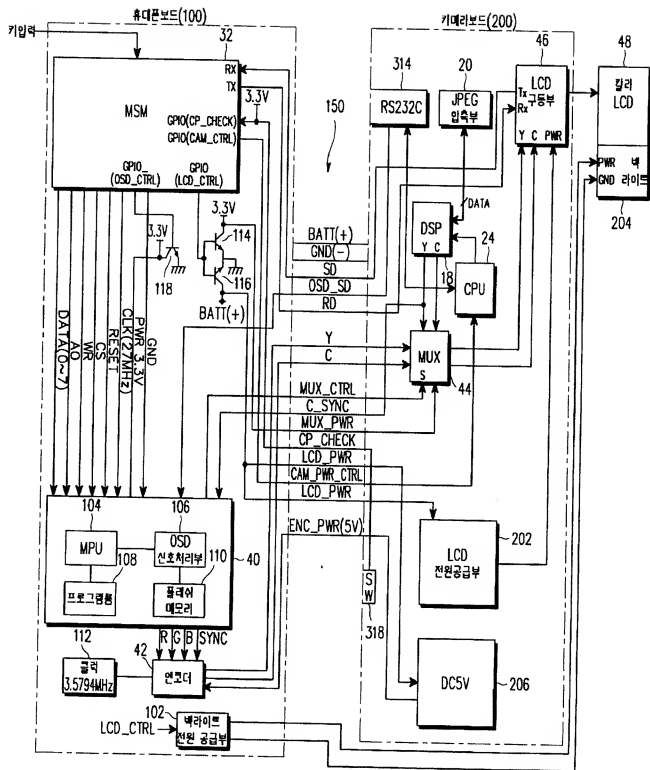 휴대폰보드(100)
키메리보드(200)
키입력
32
314
20
46
48
RX
TX
3.3V
MSM
GPIO(CP_CHECK)
GPIO(CAM_CTRL)
GPIO_
(OSD_CTRL)
GPIO
(LCD_CTRL)
150
RS232C
JPEG
압축부
LCD
구동부
Tx
Rx
Y C PWR
칼러
LCD
PWR
GND
백
라이트
204
DATA
3.3V
114
3.3V
118
116
BATT(+)
BATT(+)
GND(-)
SD
OSD_SD
RD
DSP
Y C
18
24
CPU
DATA(0~7)
AO
WR
CS
RESET
CLK(27MHz)
PWR 3.3V
GND
Y
C
MUX
S
44
MUX_CTRL
C_SYNC
MUX_PWR
CP_CHECK
LCD_PWR
CAM_PWR_CTRL
LCD_PWR
104
106
MPU
OSD
신호처리부
108
110
40
프로그램롬
플래쉬
메모리
ENC_PWR(5V)
LCD
전원공급부
202
SW
318
R G B SYNC
112
42
클럭
3.5794MHz
엔코더
DC5V
206
102
LCD_CTRL
백라이트
전원 공급부